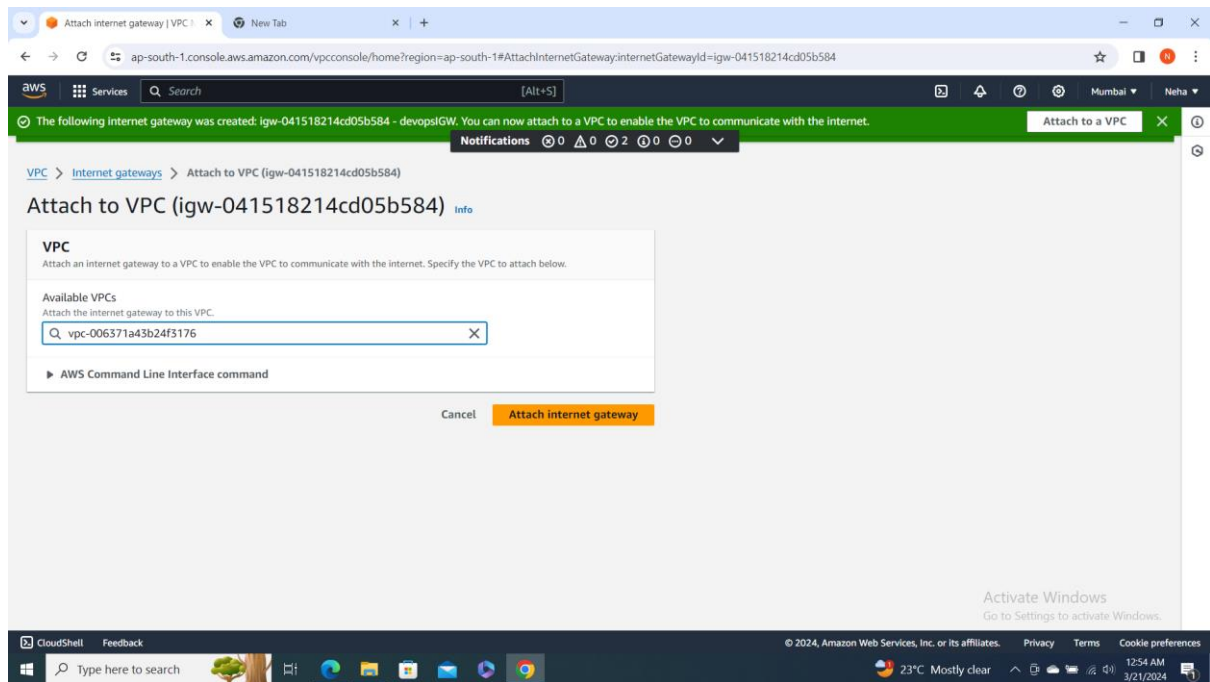 Attach internet gateway | VPC M
New Tab
ap-south-1.console.aws.amazon.com/vpcconsole/home?region=ap-south-1#AttachInternetGateway:internetGatewayId=igw-041518214cd05b584
N
aws Services Search [Alt+S] Mumbai Neha
The following internet gateway was created: igw-041518214cd05b584 - devopsIGW. You can now attach to a VPC to enable the VPC to communicate with the internet. Attach to a VPC
Notifications 0 0 2 0 0
VPC > Internet gateways > Attach to VPC (igw-041518214cd05b584)
Attach to VPC (igw-041518214cd05b584) Info
VPC
Attach an internet gateway to a VPC to enable the VPC to communicate with the internet. Specify the VPC to attach below.
Available VPCs
Attach the internet gateway to this VPC.
vpc-006371a43b24f3176
AWS Command Line Interface command
Cancel Attach internet gateway
Activate Windows
Go to Settings to activate Windows.
CloudShell Feedback © 2024, Amazon Web Services, Inc. or its affiliates. Privacy Terms Cookie preferences
Type here to search 23°C Mostly clear 12:54 AM
3/21/2024